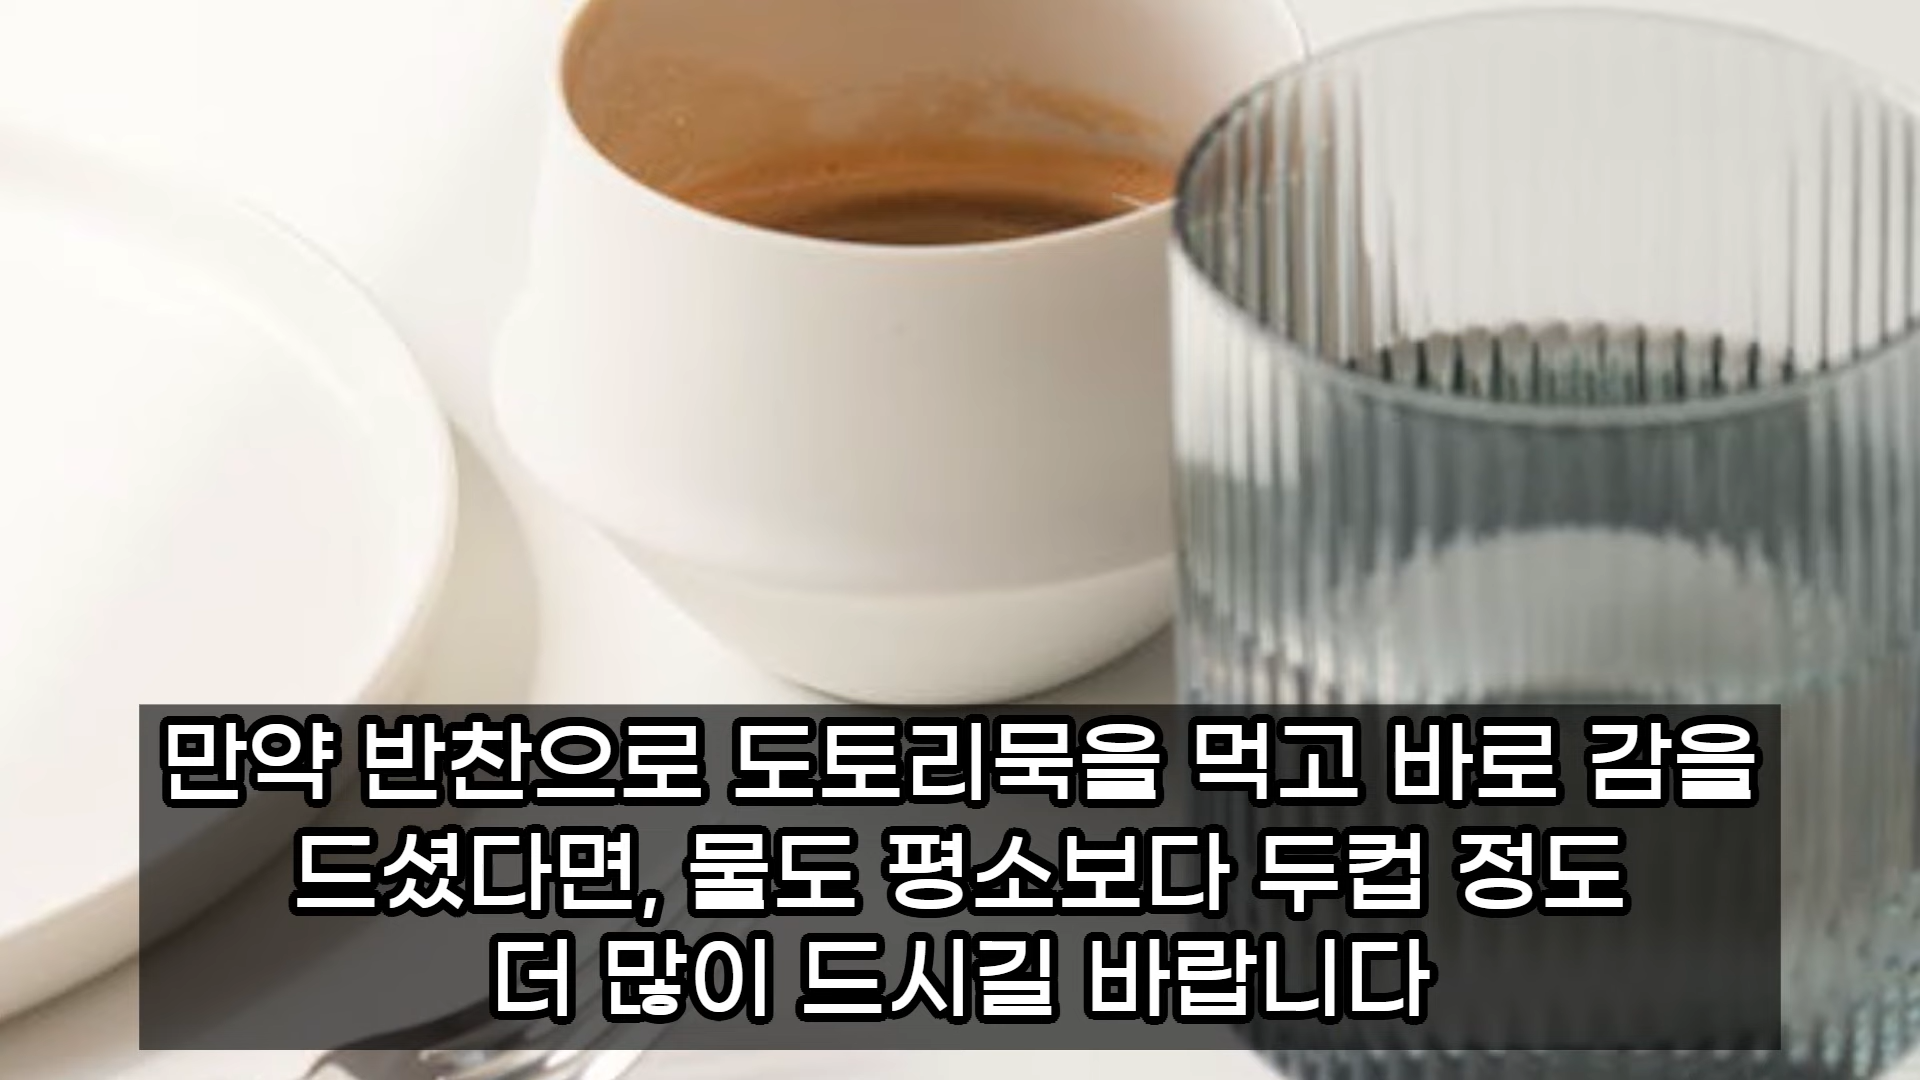 만약 반찬으로 도토리묵을 먹고 바로 감을
드셨다면, 물도 평소보다 두컵 정도
더 많이 드시길 바랍니다